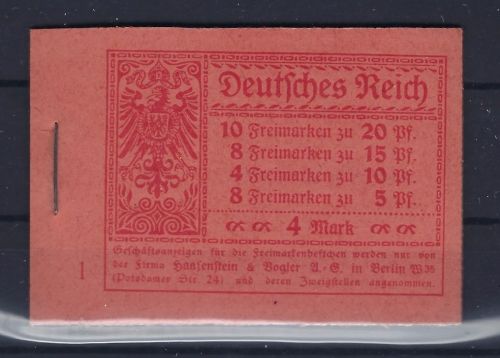 Deutsches Reich
10 Freimarken zu 20 Pf.
8 Freimarken zu 15 Pf.
4 Freimarken zu 10 Pf.
8 Freimarken zu 5 Pf.
4 Mark
Geschäftsanzeigen für die Freimarkenheftchen werden nur von
der Firma Haasenstein & Vogler A.-G. in Berlin W 35
(Potsdamer Str. 24) und deren Zweigstellen angenommen.
1